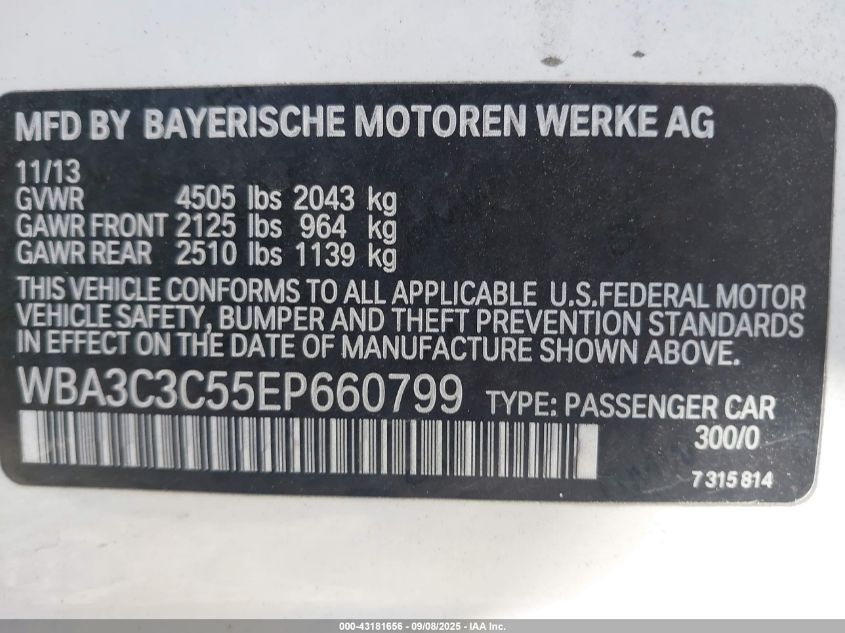 MFD BY BAYERISCHE MOTOREN WERKE AG
11/13
GVWR 4505 lbs 2043 kg
GAWR FRONT 2125 lbs 964 kg
GAWR REAR 2510 lbs 1139 kg
THIS VEHICLE CONFORMS TO ALL APPLICABLE U.S.FEDERAL MOTOR
VEHICLE SAFETY, BUMPER AND THEFT PREVENTION STANDARDS
IN EFFECT ON THE DATE OF MANUFACTURE SHOWN ABOVE.
WBA3C3C55EP660799 TYPE: PASSENGER CAR
300/0
7 315 814
000-43181656 - 09/08/2025 - IAA Inc.